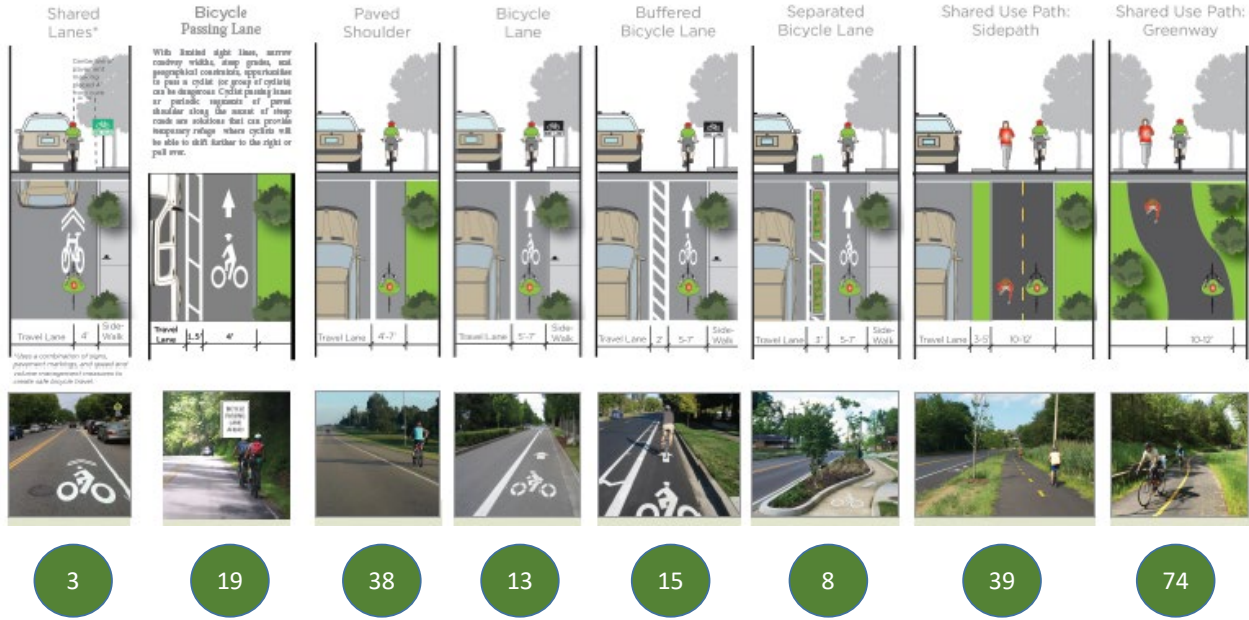 Shared
Lanes*
Bicycle
Passing Lane
With limited sight lines, narrow
roadway widths, steep grades, and
geographical constraints, opportunities
to pass a cyclist (or group of cyclists)
can be dangerous. Cyclist passing lanes
or periodic segments of paved
shoulder along the ascent of steep
roads are solutions that can provide
temporary refuge where cyclists will
be able to shift further to the right or
pull over.
Paved
Shoulder
Bicycle
Lane
Buffered
Bicycle Lane
Separated
Bicycle Lane
Shared Use Path:
Sidepath
Shared Use Path:
Greenway
Travel Lane
4'
Side-
Walk
Travel
Lane
1.5'
4'
Travel Lane
4'-7'
Travel Lane
5'-7'
Side-
Walk
Travel Lane
2'
5-7'
Side-
Walk
Travel Lane
3'
5-7'
Side-
Walk
Travel Lane
3-5'
10-12'
10-12'
*Uses a combination of signs,
pavement markings, and speed and
volume management measures to
create safe bicycle travel.
BICYCLE
PASSING
LANE
AHEAD
3
19
38
13
15
8
39
74